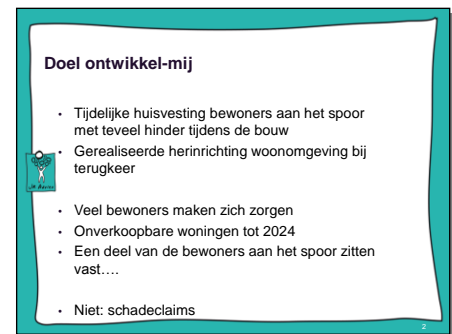 Doel ontwikkel-mij
• Tijdelijke huisvesting bewoners aan het spoor
met teveel hinder tijdens de bouw
• Gerealiseerde herinrichting woonomgeving bij
terugkeer
• Veel bewoners maken zich zorgen
• Onverkoopbare woningen tot 2024
• Een deel van de bewoners aan het spoor zitten
vast….
• Niet: schadeclaims
2